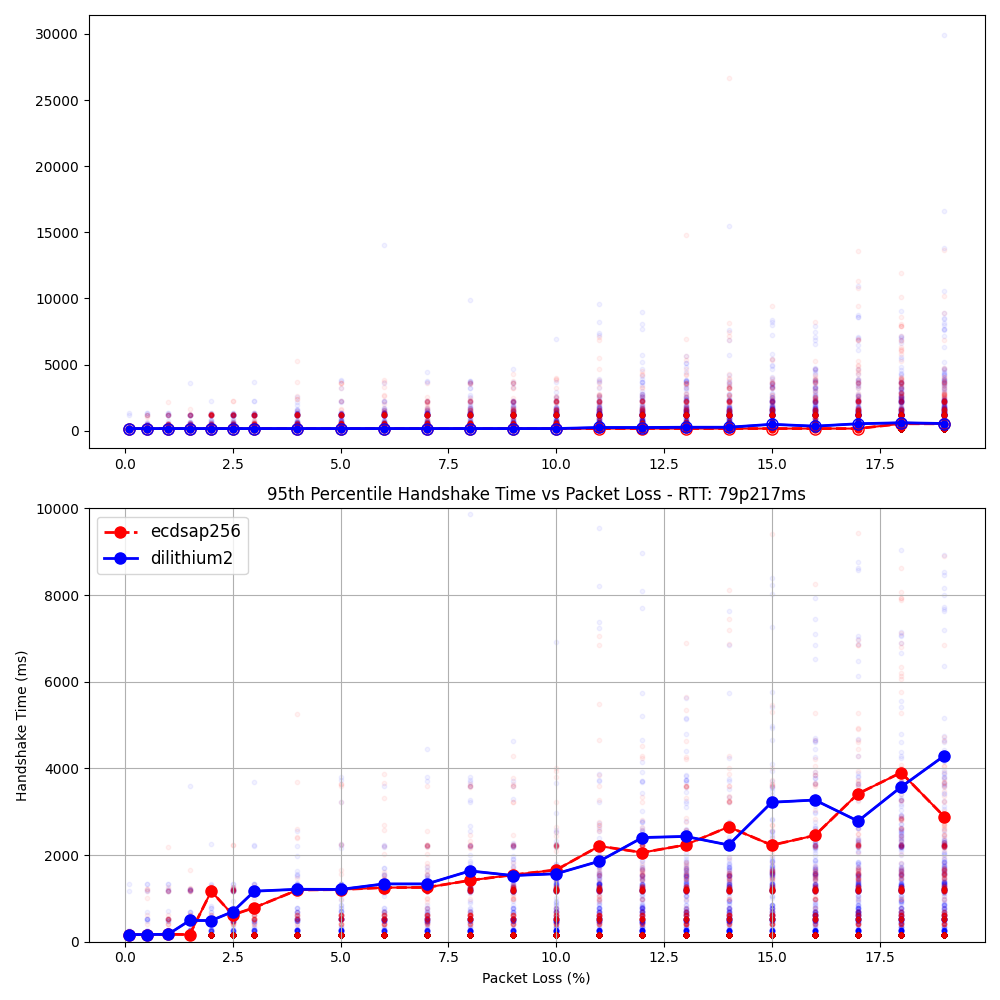 30000
25000
20000
15000
10000
5000
0
0.0 2.5 5.0 7.5 10.0 12.5 15.0 17.5
95th Percentile Handshake Time vs Packet Loss - RTT: 79p217ms
10000
8000
6000
4000
2000
0
Handshake Time (ms)
ecdsap256
dilithium2
0.0 2.5 5.0 7.5 10.0 12.5 15.0 17.5
Packet Loss (%)